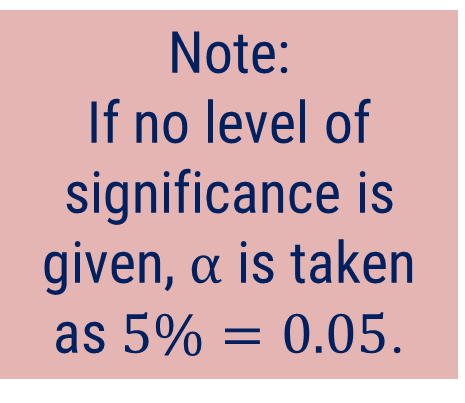 Note:
If no level of
significance is
given, α is taken
as 5% = 0.05.